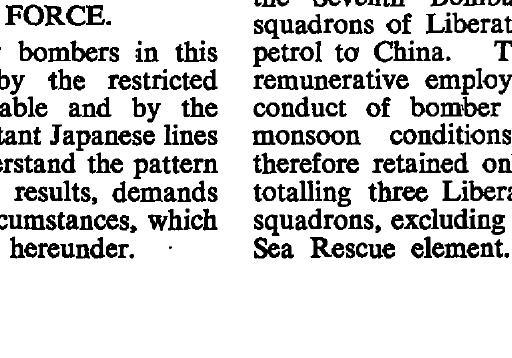 FORCE.
bombers in this
by the restricted
able and by the
tant Japanese lines
erstand the pattern
results, demands
cumstances, which
hereunder.
the Seventh Bomba
squadrons of Liberat
petrol to China. T
remunerative employ
conduct of bomber
monsoon conditions
therefore retained on
totalling three Libera
squadrons, excluding
Sea Rescue element.